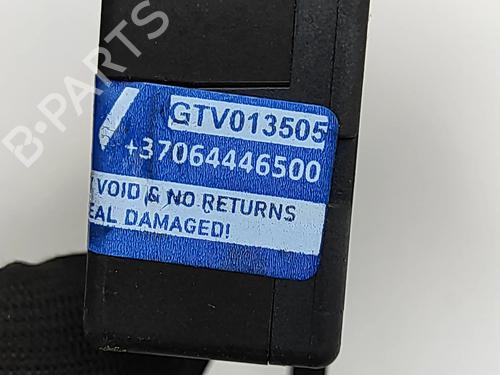 B-PARTS
GTV013505
+37064446500
VOID & NO RETURNS
EAL DAMAGED!